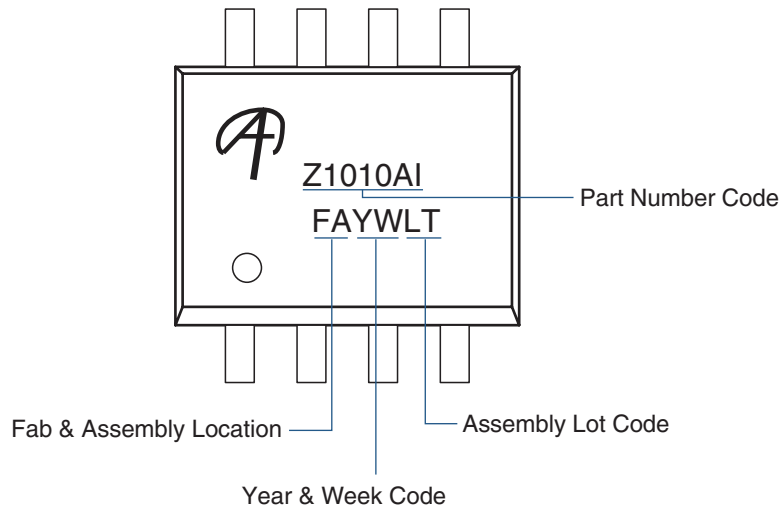 Z1010AI
Part Number Code
FAYWLT
Fab & Assembly Location
Assembly Lot Code
Year & Week Code